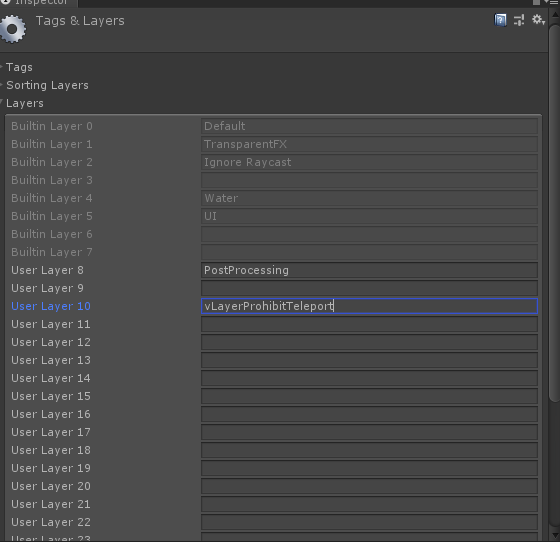 Inspector
Tags & Layers
Tags
Sorting Layers
Layers
Builtin Layer 0 Default
Builtin Layer 1 TransparentFX
Builtin Layer 2 Ignore Raycast
Builtin Layer 3
Builtin Layer 4 Water
Builtin Layer 5 UI
Builtin Layer 6
Builtin Layer 7
User Layer 8 PostProcessing
User Layer 9
User Layer 10 vLayerProhibitTeleport
User Layer 11
User Layer 12
User Layer 13
User Layer 14
User Layer 15
User Layer 16
User Layer 17
User Layer 18
User Layer 19
User Layer 20
User Layer 21
User Layer 22
User Layer 23